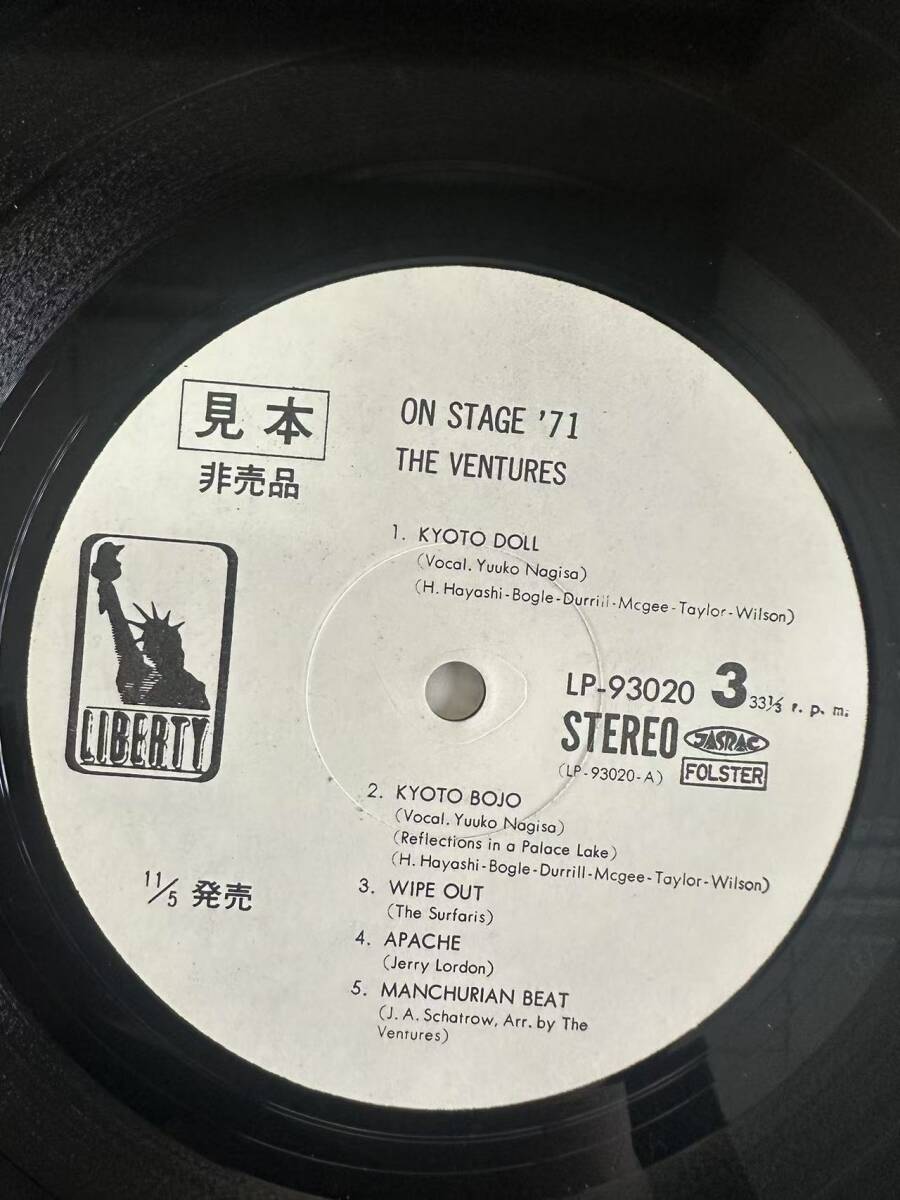 見本
非売品
ON STAGE '71
THE VENTURES
1. KYOTO DOLL
(Vocal. Yuuko Nagisa)
(H. Hayashi-Bogle-Durrill-Mcgee-Taylor-Wilson)
LIBERTY
LP-93020 3 33⅓ r. p. m.
STEREO JASRAC
(LP-93020-A) FOLSTER
2. KYOTO BOJO
(Vocal. Yuuko Nagisa)
(Reflections in a Palace Lake)
(H. Hayashi-Bogle-Durrill-Mcgee-Taylor-Wilson)
11/5 発売
3. WIPE OUT
(The Surfaris)
4. APACHE
(Jerry Lordon)
5. MANCHURIAN BEAT
(J. A. Schatrow, Arr. by The
Ventures)